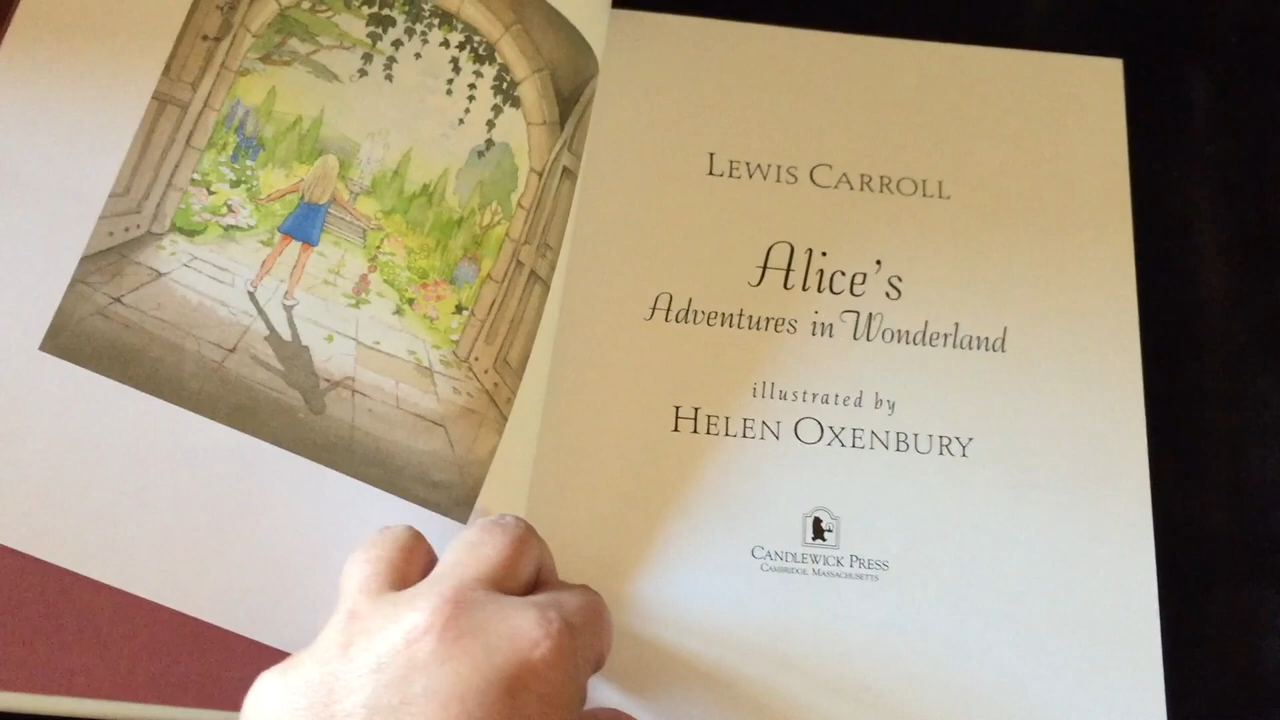 Lewis Carroll
Alice's
Adventures in Wonderland
illustrated by
Helen Oxenbury
Candlewick Press
Cambridge, Massachusetts